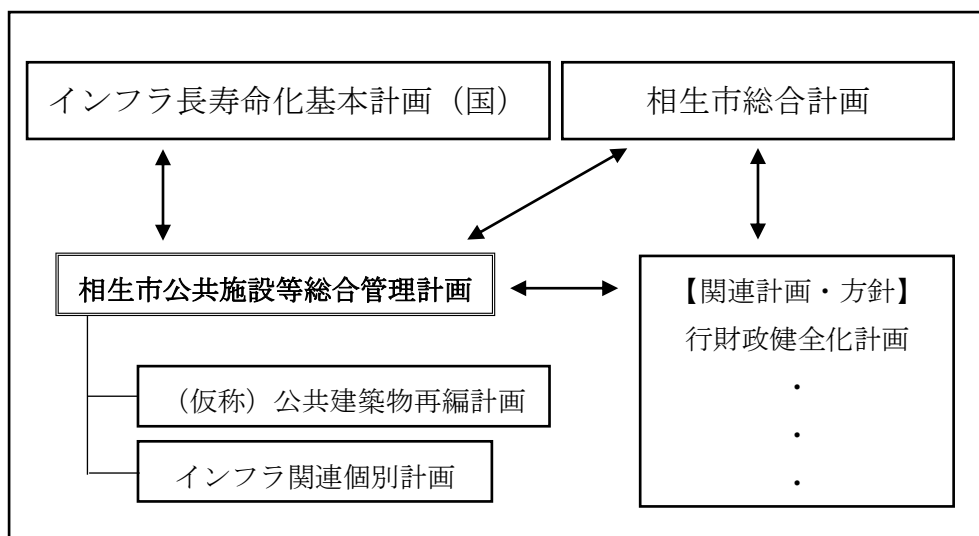 インフラ長寿命化基本計画（国）
相生市総合計画
相生市公共施設等総合管理計画
【関連計画・方針】
行財政健全化計画
・
・
・
（仮称）公共建築物再編計画
インフラ関連個別計画